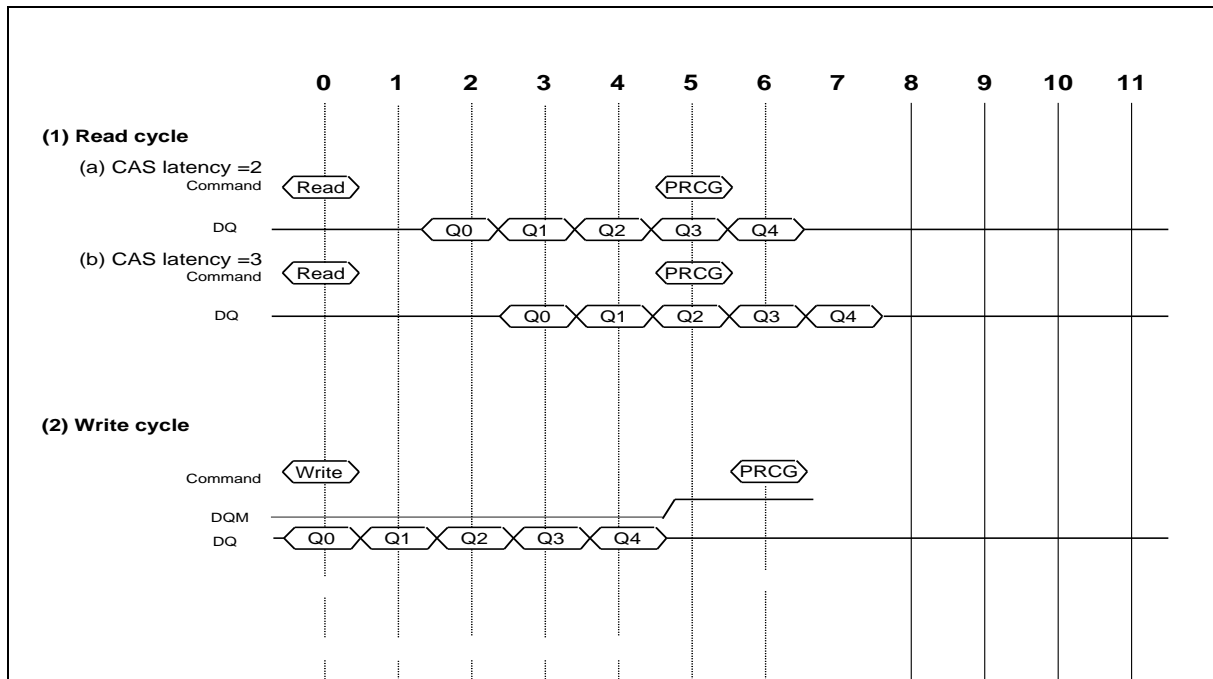 0 1 2 3 4 5 6 7 8 9 10 11
(1) Read cycle
(a) CAS latency =2
Command Read PRCG
DQ Q0 Q1 Q2 Q3 Q4
(b) CAS latency =3
Command Read PRCG
DQ Q0 Q1 Q2 Q3 Q4
(2) Write cycle
Command Write PRCG
DQM
DQ Q0 Q1 Q2 Q3 Q4